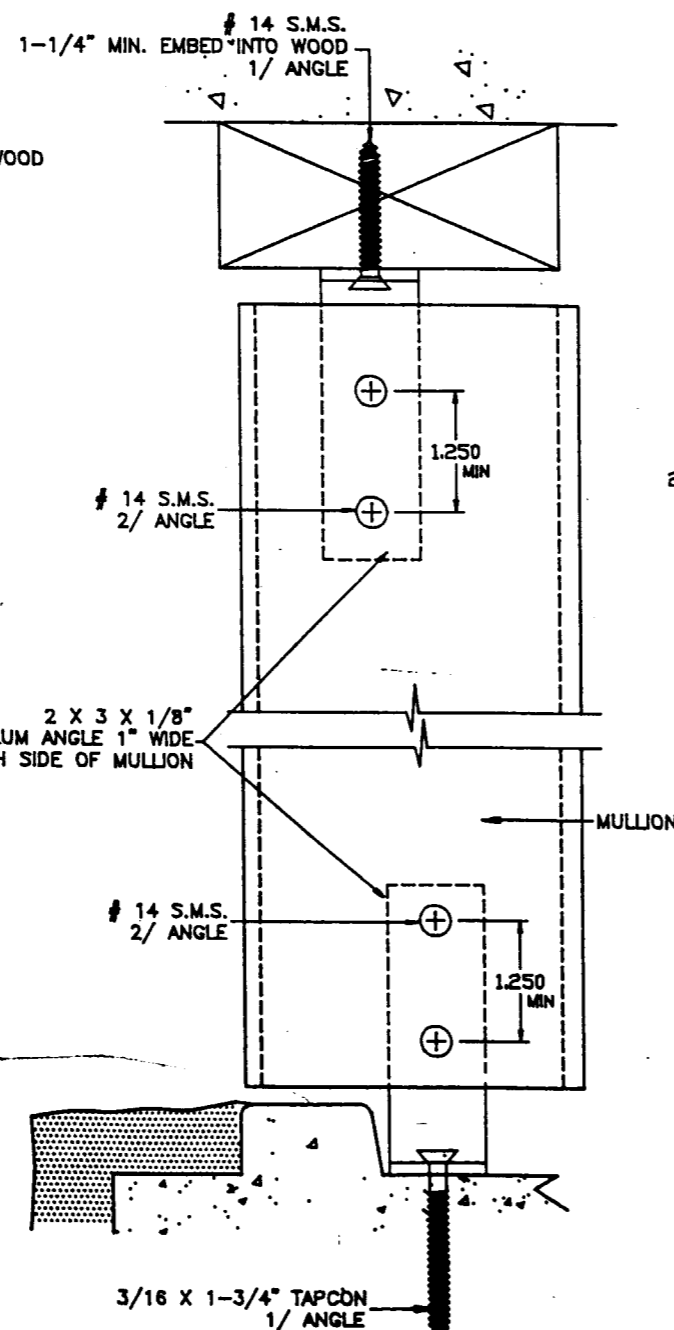 # 14 S.M.S.
1-1/4" MIN. EMBED INTO WOOD
1/ ANGLE
WOOD
1.250
MIN
# 14 S.M.S.
2/ ANGLE
2 X 3 X 1/8"
UM ANGLE 1" WIDE
H SIDE OF MULLION
MULLION
# 14 S.M.S.
2/ ANGLE
1.250
MIN
3/16 X 1-3/4" TAPCON
1/ ANGLE